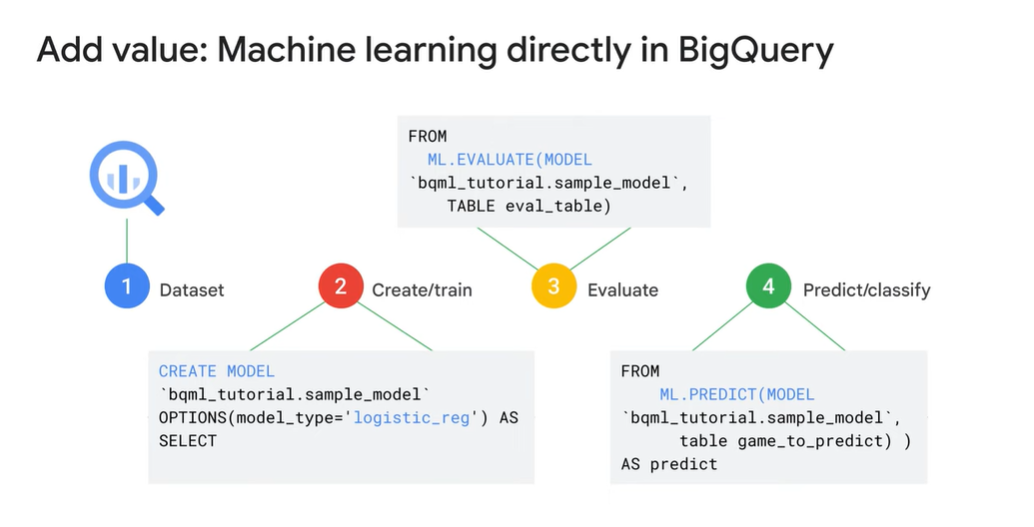 Add value: Machine learning directly in BigQuery
FROM
ML.EVALUATE(MODEL
`bqml_tutorial.sample_model`,
TABLE eval_table)
1 Dataset
2 Create/train
3 Evaluate
4 Predict/classify
CREATE MODEL
`bqml_tutorial.sample_model`
OPTIONS(model_type='logistic_reg') AS
SELECT
FROM
ML.PREDICT(MODEL
`bqml_tutorial.sample_model`,
table game_to_predict) )
AS predict